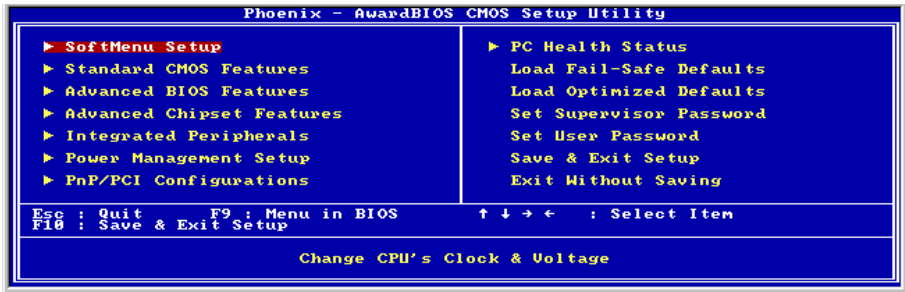 Phoenix - AwardBIOS CMOS Setup Utility
► SoftMenu Setup
► Standard CMOS Features
► Advanced BIOS Features
► Advanced Chipset Features
► Integrated Peripherals
► Power Management Setup
► PnP/PCI Configurations
► PC Health Status
Load Fail-Safe Defaults
Load Optimized Defaults
Set Supervisor Password
Set User Password
Save & Exit Setup
Exit Without Saving
Esc : Quit F9 : Menu in BIOS ↑ ↓ → ← : Select Item
F10 : Save & Exit Setup
Change CPU's Clock & Voltage